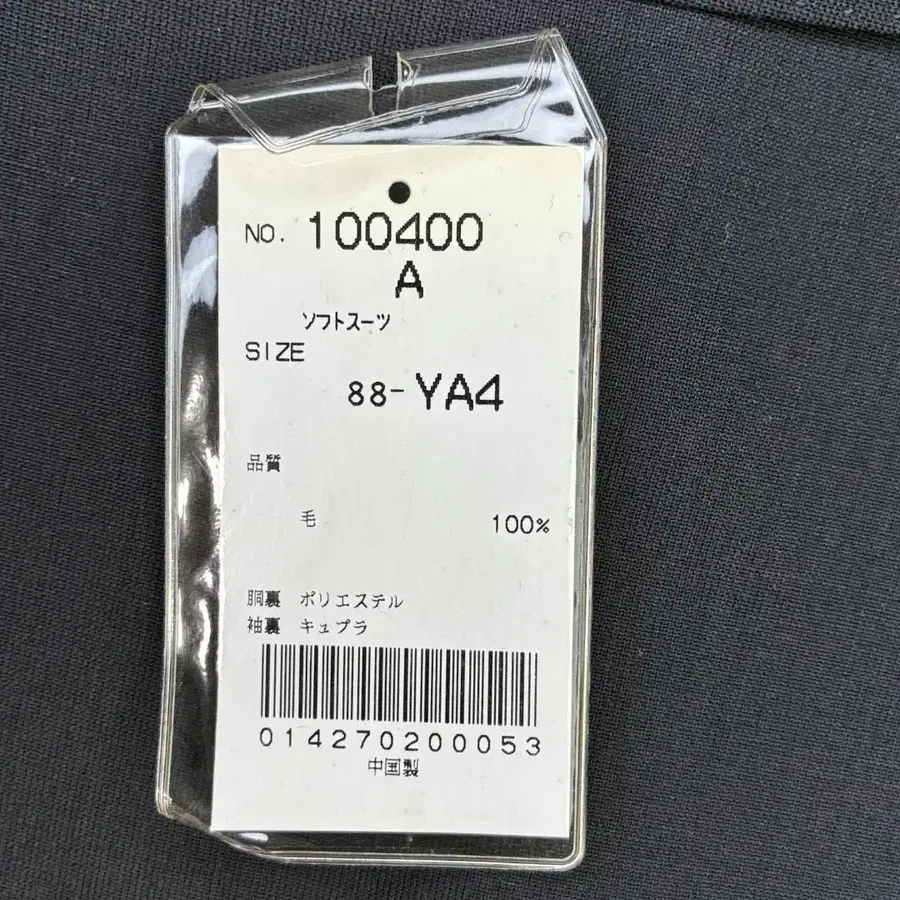 NO. 100400
A
ソフトスーツ
SIZE
88-YA4
品質
毛 100%
胴裏 ポリエステル
袖裏 キュプラ
014270200053
中国製